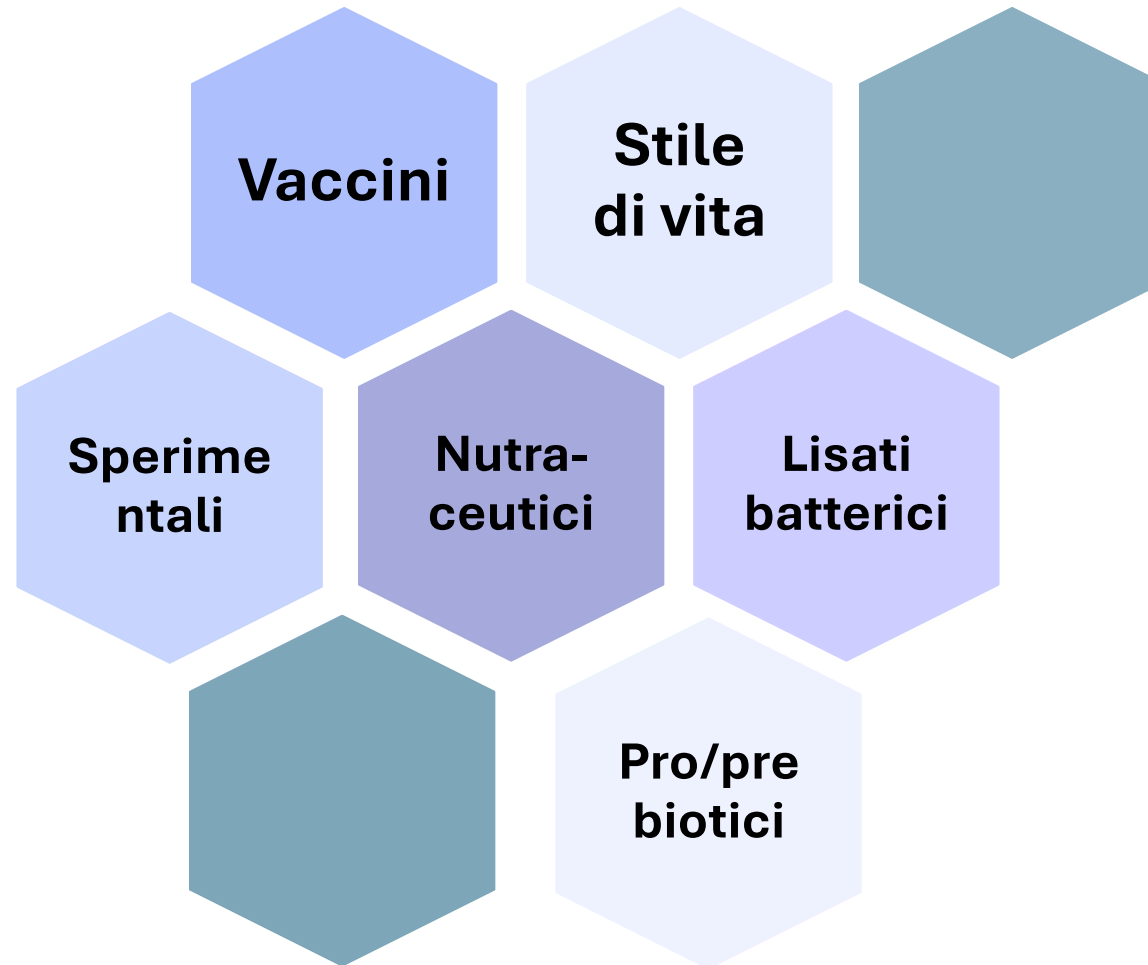 Vaccini
Stile
di vita
Sperime
ntali
Nutra-
ceutici
Lisati
batterici
Pro/pre
biotici